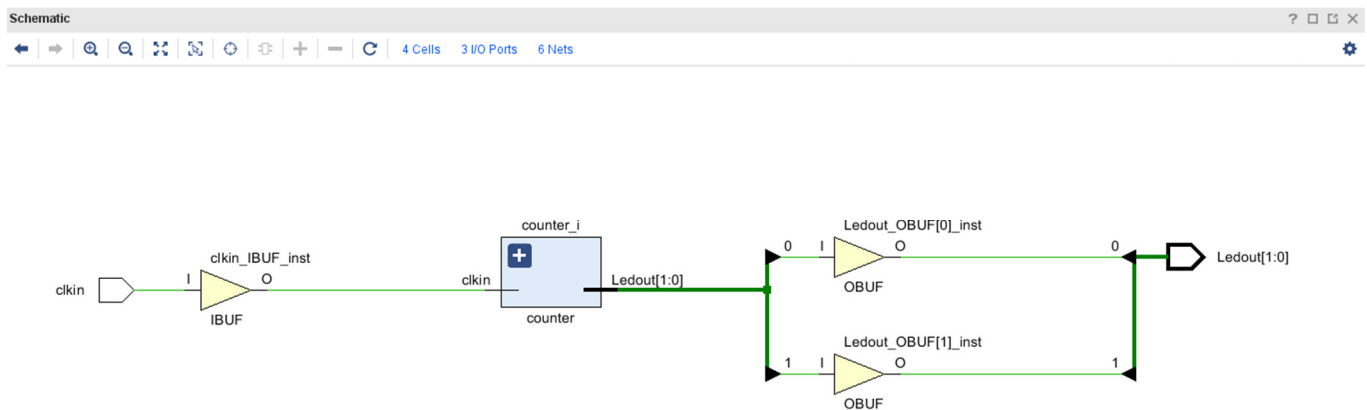 Schematic
?
4 Cells 3 I/O Ports 6 Nets
counter_i
Ledout_OBUF[0]_inst
clkin_IBUF_inst
clkin I O
IBUF
clkin Ledout[1:0]
counter
0 I O 0
OBUF
Ledout[1:0]
Ledout_OBUF[1]_inst
1 I O 1
OBUF